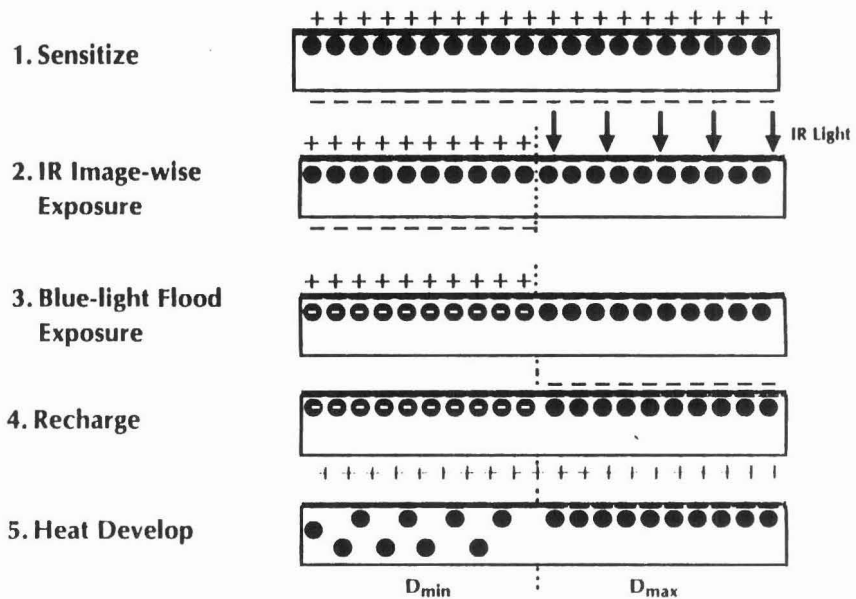 1. Sensitize
+ + + + + + + + + + + + + + + + + + + +
IR Light
2. IR Image-wise
Exposure
+ + + + + + + + + +
3. Blue-light Flood
Exposure
+ + + + + + + + + +
4. Recharge
5. Heat Develop
Dmin
Dmax